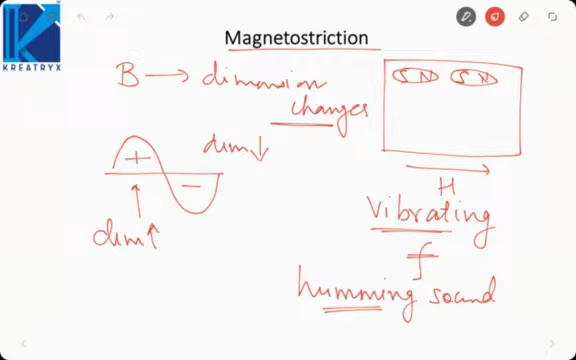 KREATRYX
Magnetostriction
B → dimension
changes
S N S N
H
+
−
dim ↓
dim ↑
vibrating
f
humming sound